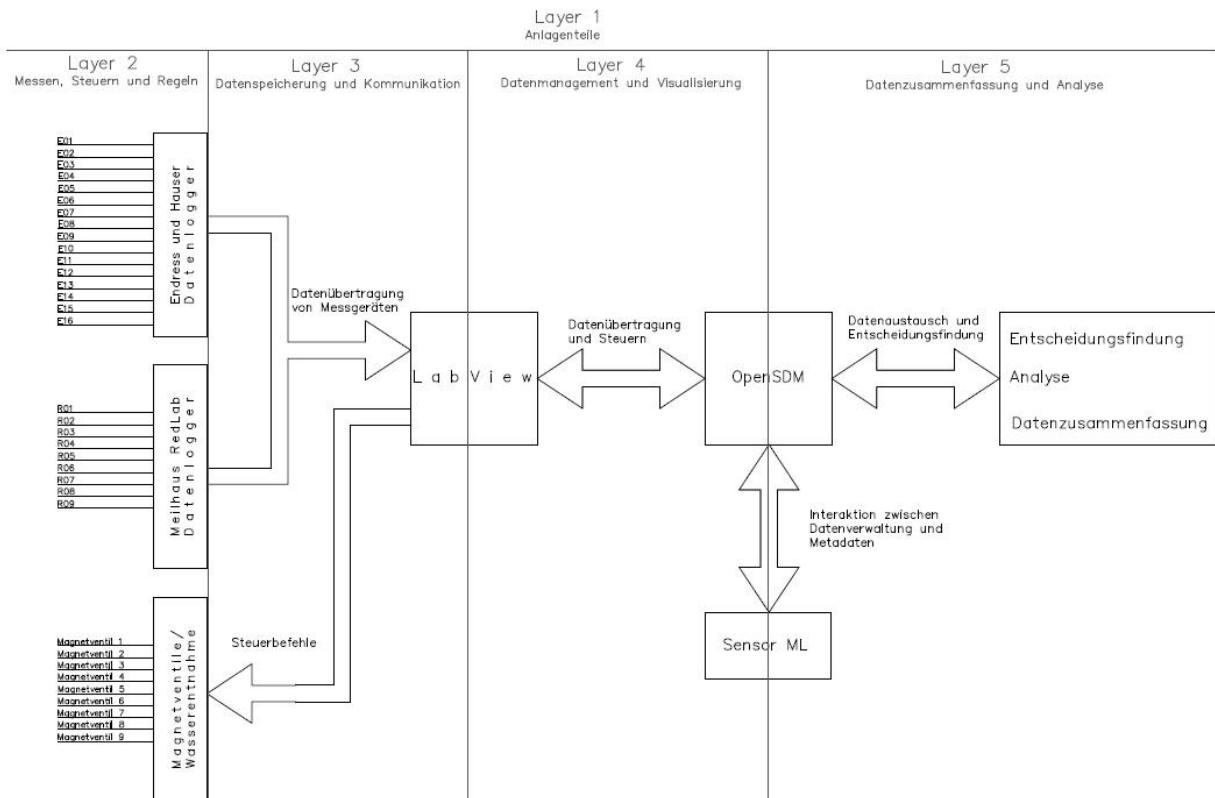 Layer 1
Anlagenteile
Layer 2
Messen, Steuern und Regeln
Layer 3
Datenspeicherung und Kommunikation
Layer 4
Datenmanagement und Visualisierung
Layer 5
Datenzusammenfassung und Analyse
E01
E02
E03
E04
E05
E06
E07
E08
E09
E10
E11
E12
E13
E14
E15
E16
Endress und Hauser
Datenlogger
R01
R02
R03
R04
R05
R06
R07
R08
R09
Meilhaus RedLab
Datenlogger
Magnetventil 1
Magnetventil 2
Magnetventil 3
Magnetventil 4
Magnetventil 5
Magnetventil 6
Magnetventil 7
Magnetventil 8
Magnetventil 9
Magnetventile/
Wasserentnahme
Datenübertragung
von Messgeräten
Steuerbefehle
LabView
Datenübertragung
und Steuern
OpenSDM
Interaktion zwischen
Datenverwaltung und
Metadaten
Sensor ML
Datenaustausch und
Entscheidungsfindung
Entscheidungsfindung
Analyse
Datenzusammenfassung